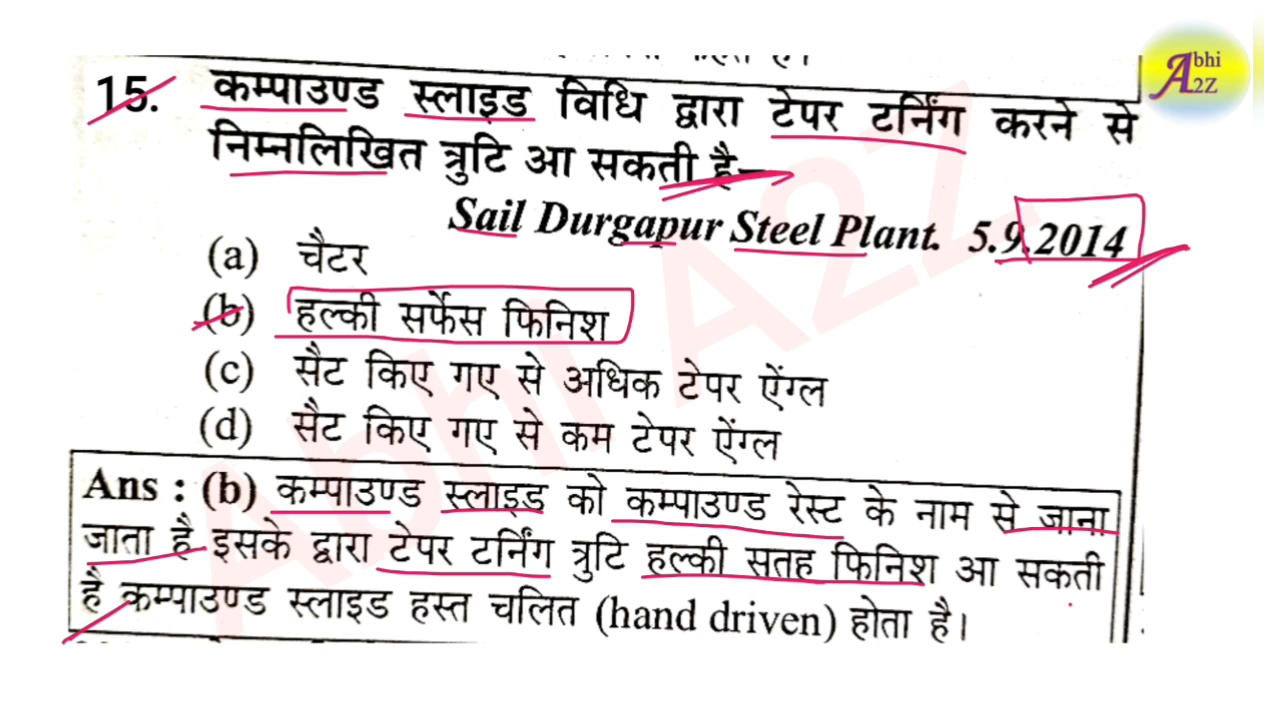 Abhi
A2Z
15. कम्पाउण्ड स्लाइड विधि द्वारा टेपर टर्निंग करने से
निम्नलिखित त्रुटि आ सकती है–
Sail Durgapur Steel Plant. 5.9.2014
(a) चैटर
(b) हल्की सर्फेस फिनिश
(c) सैट किए गए से अधिक टेपर ऐंग्ल
(d) सैट किए गए से कम टेपर ऐंग्ल
Ans : (b) कम्पाउण्ड स्लाइड को कम्पाउण्ड रेस्ट के नाम से जाना
जाता है इसके द्वारा टेपर टर्निंग त्रुटि हल्की सतह फिनिश आ सकती
है कम्पाउण्ड स्लाइड हस्त चलित (hand driven) होता है।
Abhi A2Z